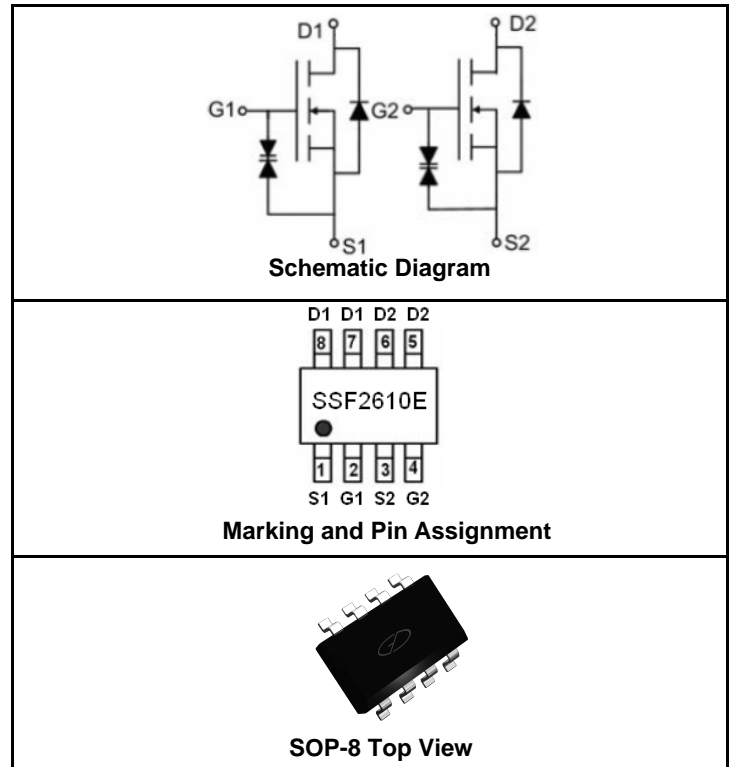 D1 D2
G1 G2
S1 S2
Schematic Diagram
D1 D1 D2 D2
8 7 6 5
SSF2610E
1 2 3 4
S1 G1 S2 G2
Marking and Pin Assignment
SOP-8 Top View